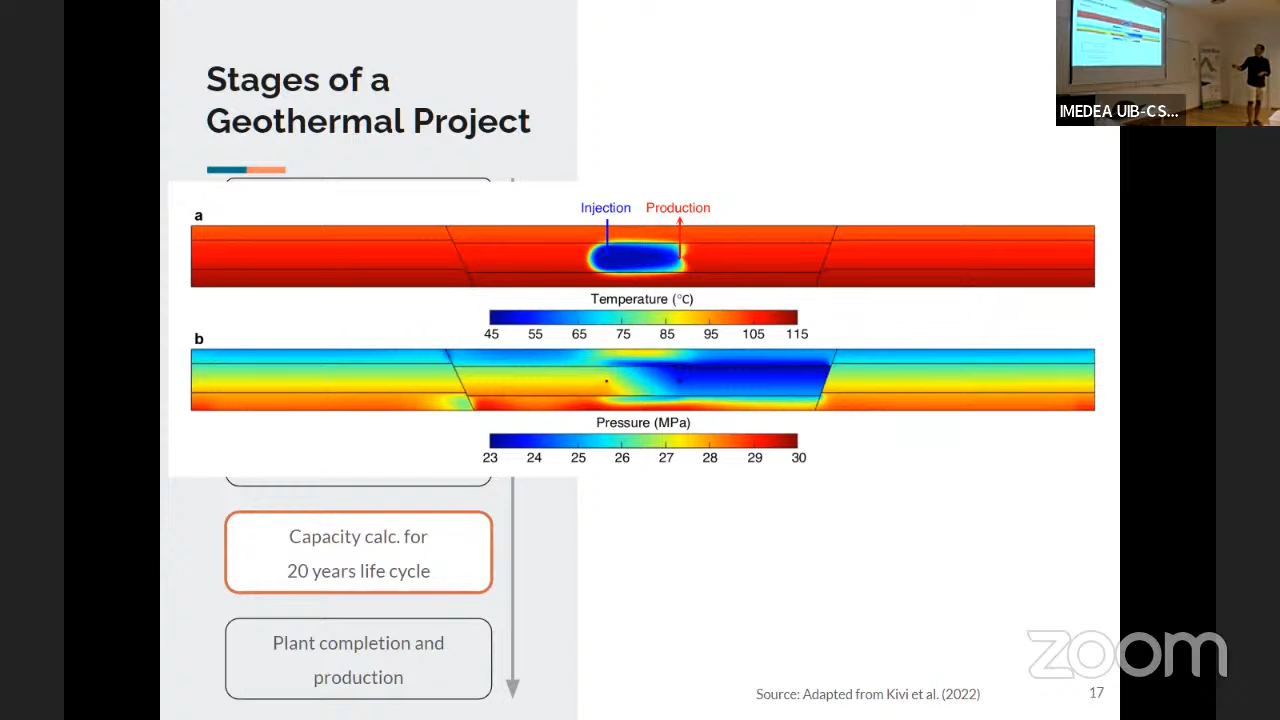 Stages of a
Geothermal Project
IMEDEA UIB-CS...
a
Injection
Production
Temperature (°C)
45 55 65 75 85 95 105 115
b
Pressure (MPa)
23 24 25 26 27 28 29 30
Capacity calc. for
20 years life cycle
Plant completion and
production
zoom
Source: Adapted from Kivi et al. (2022)
17